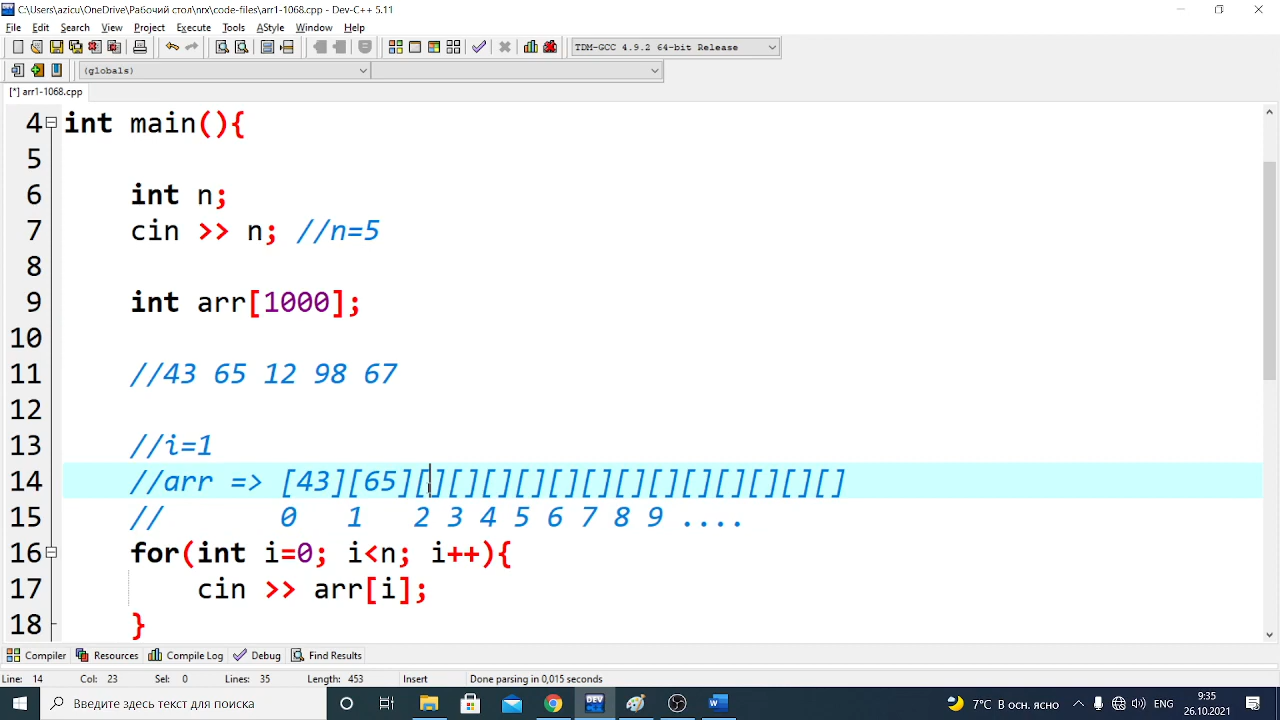 C:\Users\azicu\OneDrive\Рабочий стол\nrx\code-files\arr1-1068.cpp - Dev-C++ 5.11
File Edit Search View Project Execute Tools AStyle Window Help
TDM-GCC 4.9.2 64-bit Release
(globals)
[*] arr1-1068.cpp
4 int main(){
5
6 int n;
7 cin >> n; //n=5
8
9 int arr[1000];
10
11 //43 65 12 98 67
12
13 //i=1
14 //arr => [43][65][][][][][][][][][][][][][][]
15 // 0 1 2 3 4 5 6 7 8 9 ....
16 for(int i=0; i<n; i++){
17 cin >> arr[i];
18 }
Compiler Resources Compile Log Debug Find Results
Line: 14 Col: 23 Sel: 0 Lines: 35 Length: 453 Insert Done parsing in 0,015 seconds
Введите здесь текст для поиска
7°C В осн. ясно
ENG
9:35
26.10.2021